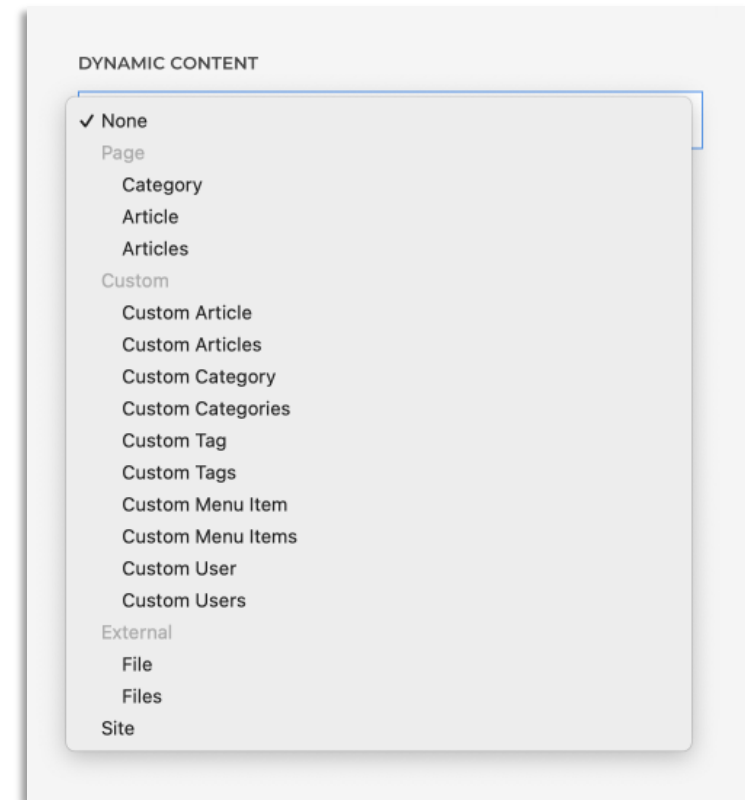 DYNAMIC CONTENT
✓ None
Page
Category
Article
Articles
Custom
Custom Article
Custom Articles
Custom Category
Custom Categories
Custom Tag
Custom Tags
Custom Menu Item
Custom Menu Items
Custom User
Custom Users
External
File
Files
Site